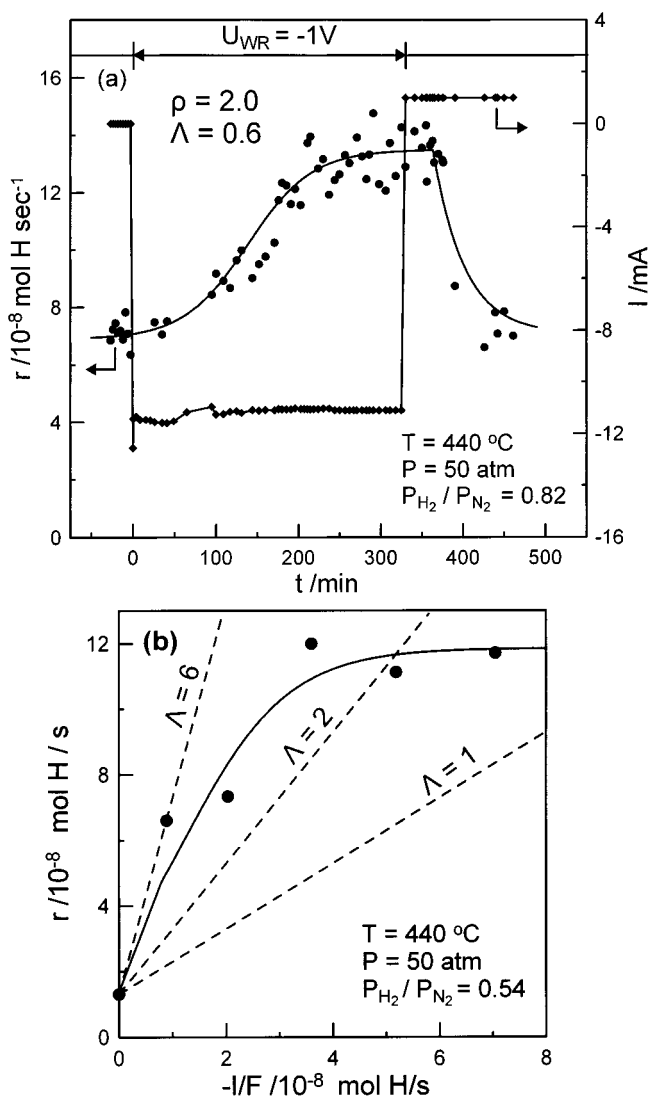 U_WR = -1V
(a)
ρ = 2.0
Λ = 0.6
16
12
8
4
0
r /10⁻⁸ mol H sec⁻¹
4
0
-4
-8
-12
-16
I /mA
T = 440 °C
P = 50 atm
P_H₂ / P_N₂ = 0.82
0
100
200
300
400
500
t /min
(b)
Λ = 6
Λ = 2
Λ = 1
12
8
4
0
r /10⁻⁸ mol H / s
T = 440 °C
P = 50 atm
P_H₂ / P_N₂ = 0.54
0
2
4
6
8
-I/F /10⁻⁸ mol H/s